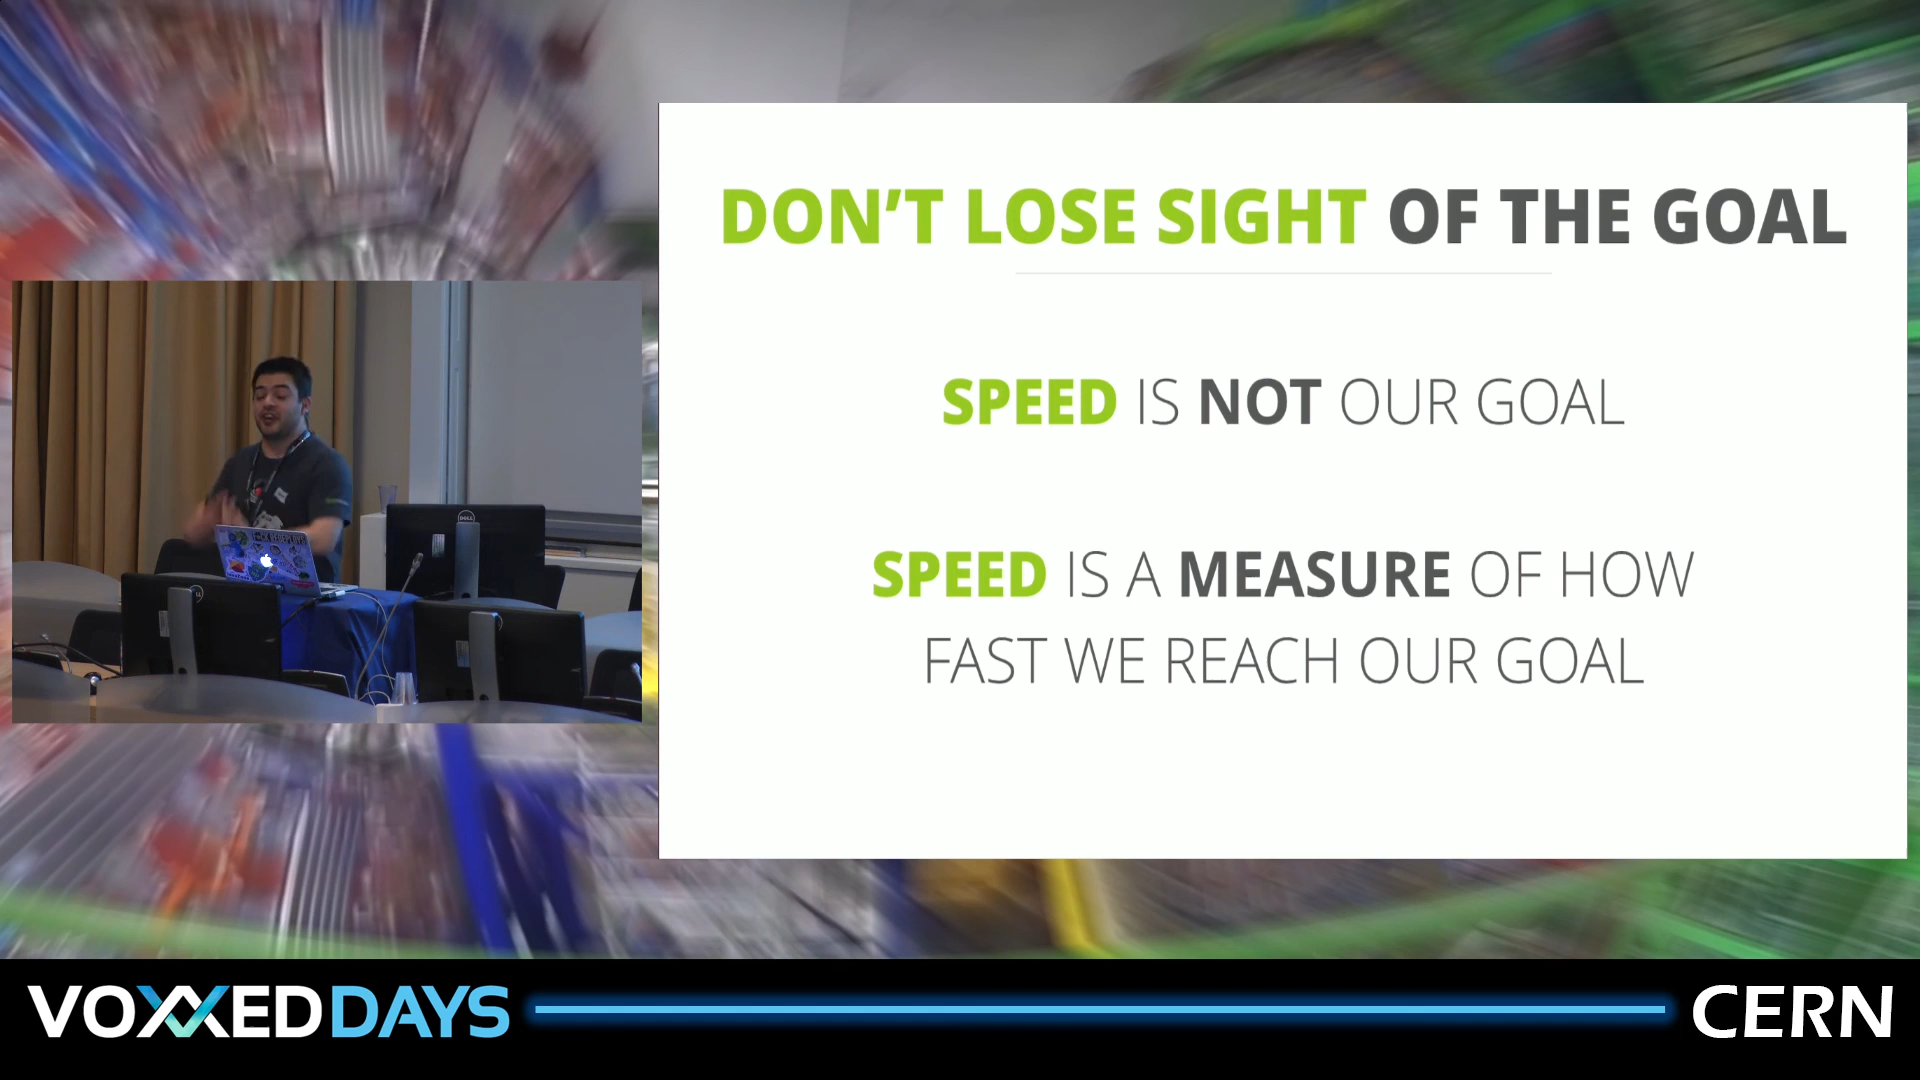 DON'T LOSE SIGHT OF THE GOAL
SPEED IS NOT OUR GOAL
SPEED IS A MEASURE OF HOW
FAST WE REACH OUR GOAL
DELL
VOXXEDDAYS
CERN